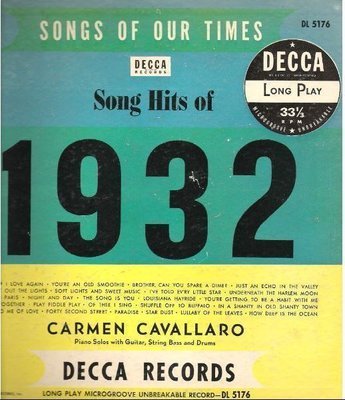 SONGS OF OUR TIMES
DL 5176
DECCA
RECORDS
Song Hits of
DECCA
LONG PLAY
33⅓
RPM
MICROGROOVE UNBREAKABLE
1932
I LOVE AGAIN · YOU'RE AN OLD SMOOTHIE · BROTHER, CAN YOU SPARE A DIME? · JUST AN ECHO IN THE VALLEY
OUT THE LIGHTS · SOFT LIGHTS AND SWEET MUSIC · I'VE TOLD EV'RY LITTLE STAR · UNDERNEATH THE HARLEM MOON
PARIS · NIGHT AND DAY · THE SONG IS YOU · LOUISIANA HAYRIDE · YOU'RE GETTING TO BE A HABIT WITH ME
OGETHER · PLAY FIDDLE PLAY · OF THEE I SING · SHUFFLE OFF TO BUFFALO · IN A SHANTY IN OLD SHANTY TOWN
D ME OF LOVE · FORTY SECOND STREET · PARADISE · STAR DUST · LULLABY OF THE LEAVES · HOW DEEP IS THE OCEAN
CARMEN CAVALLARO
Piano Solos with Guitar, String Bass and Drums
DECCA RECORDS
LONG PLAY MICROGROOVE UNBREAKABLE RECORD—DL 5176